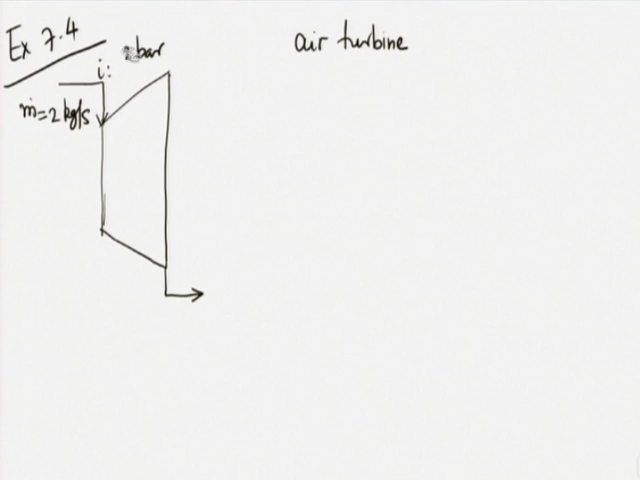 Ex 7.4
air turbine
i: bar
ṁ=2 kg/s